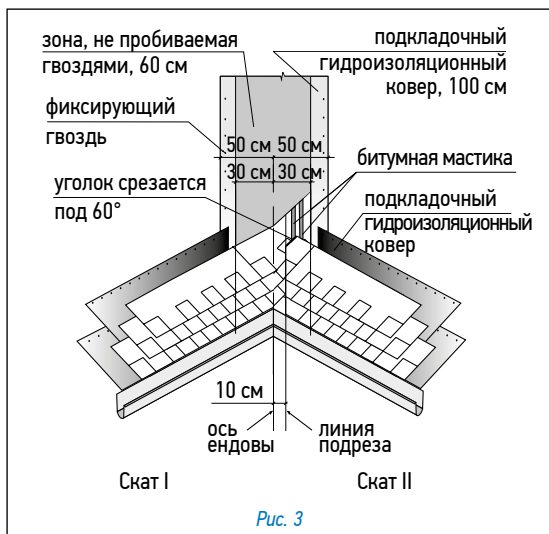 зона, не пробиваемая
гвоздями, 60 см
подкладочный
гидроизоляционный
ковер, 100 см
фиксирующий
гвоздь
50 см 50 см
30 см 30 см
битумная мастика
уголок срезается
под 60°
подкладочный
гидроизоляционный
ковер
10 см
ось
ендовы
линия
подреза
Скат I
Скат II
Рис. 3